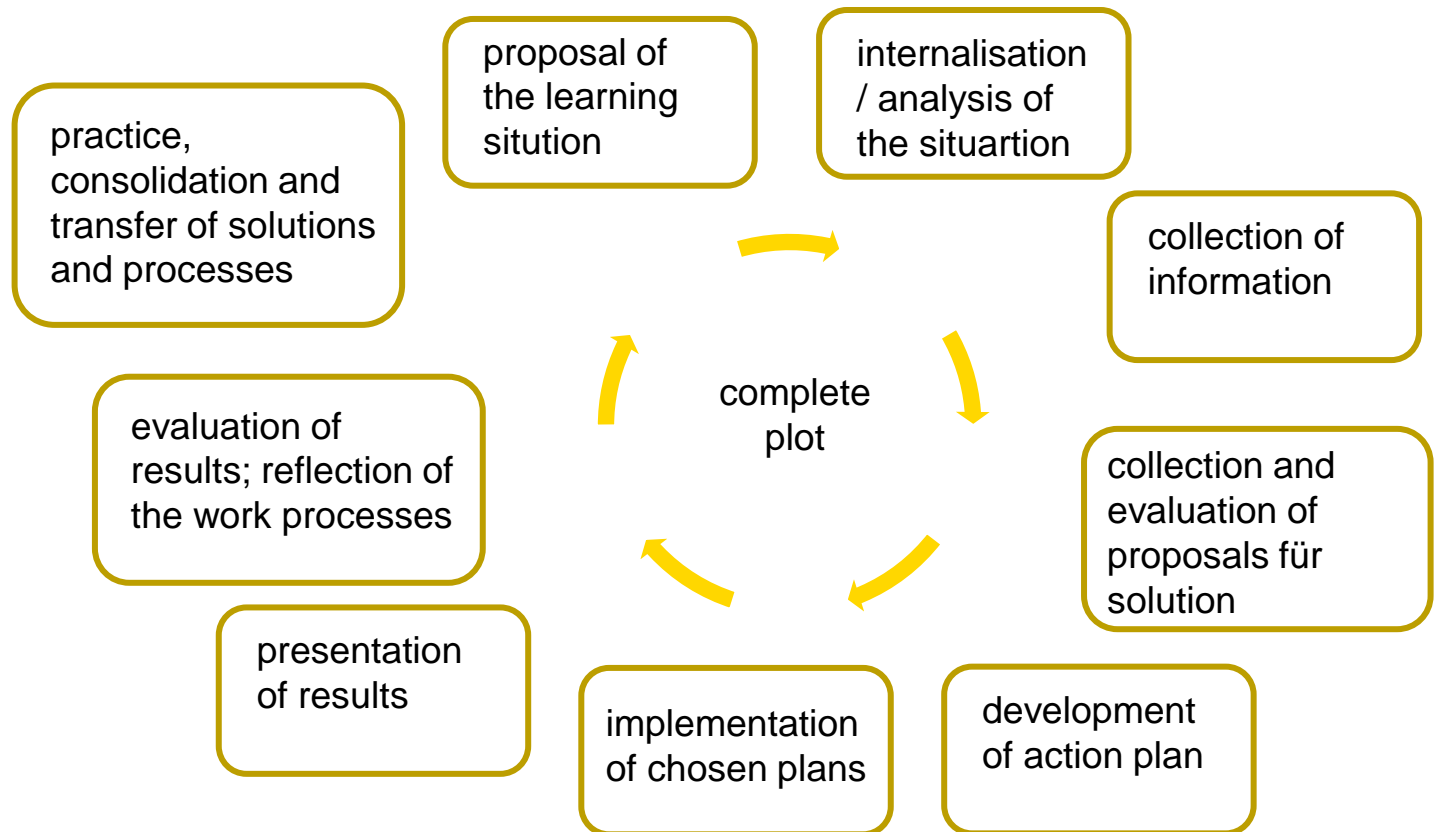 proposal of
the learning
sitution
internalisation
/ analysis of
the situartion
collection of
information
collection and
evaluation of
proposals für
solution
development
of action plan
implementation
of chosen plans
presentation
of results
evaluation of
results; reflection of
the work processes
practice,
consolidation and
transfer of solutions
and processes
complete
plot